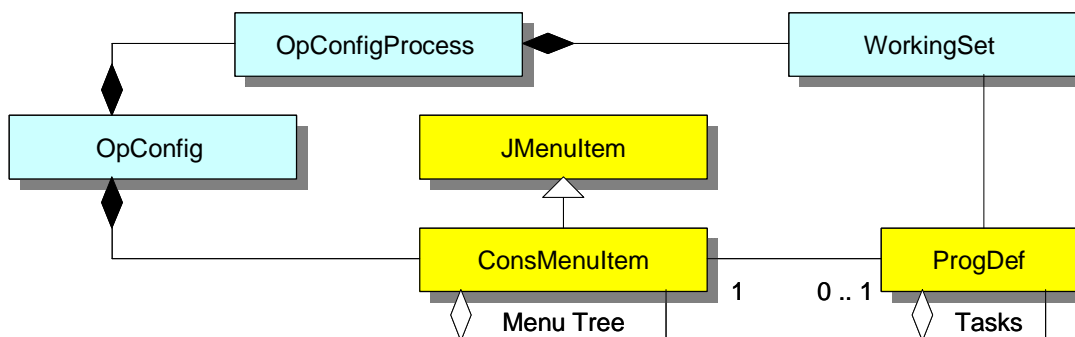 OpConfigProcess
WorkingSet
OpConfig
JMenuItem
ConsMenuItem
ProgDef
1
0 .. 1
Menu Tree
Tasks